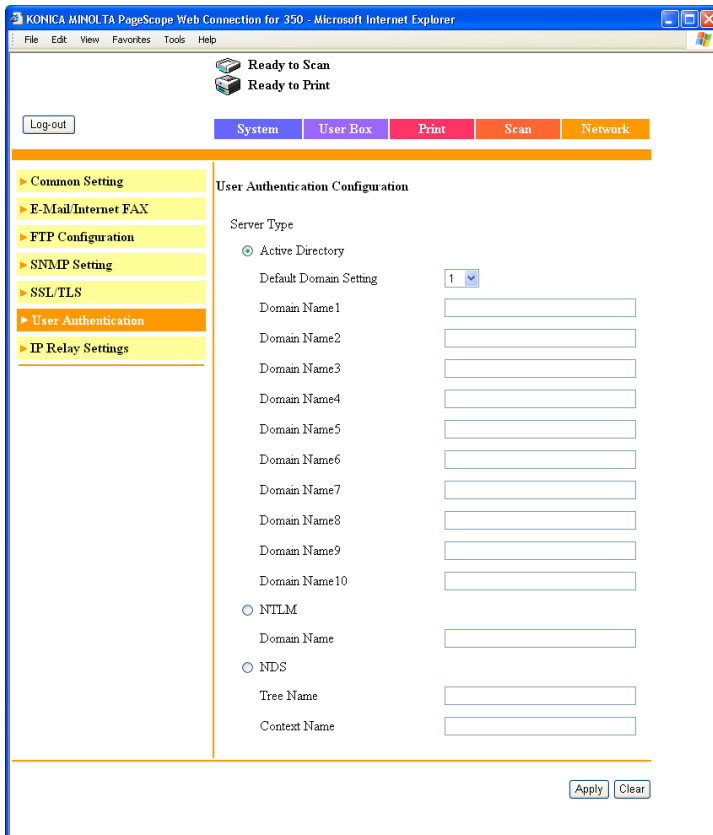 KONICA MINOLTA PageScope Web Connection for 350 - Microsoft Internet Explorer
File Edit View Favorites Tools Help
Ready to Scan
Ready to Print
Log-out
System User Box Print Scan Network
Common Setting
E-Mail/Internet FAX
FTP Configuration
SNMP Setting
SSL/TLS
User Authentication
IP Relay Settings
User Authentication Configuration
Server Type
Active Directory
Default Domain Setting 1
Domain Name1
Domain Name2
Domain Name3
Domain Name4
Domain Name5
Domain Name6
Domain Name7
Domain Name8
Domain Name9
Domain Name10
NTLM
Domain Name
NDS
Tree Name
Context Name
Apply Clear